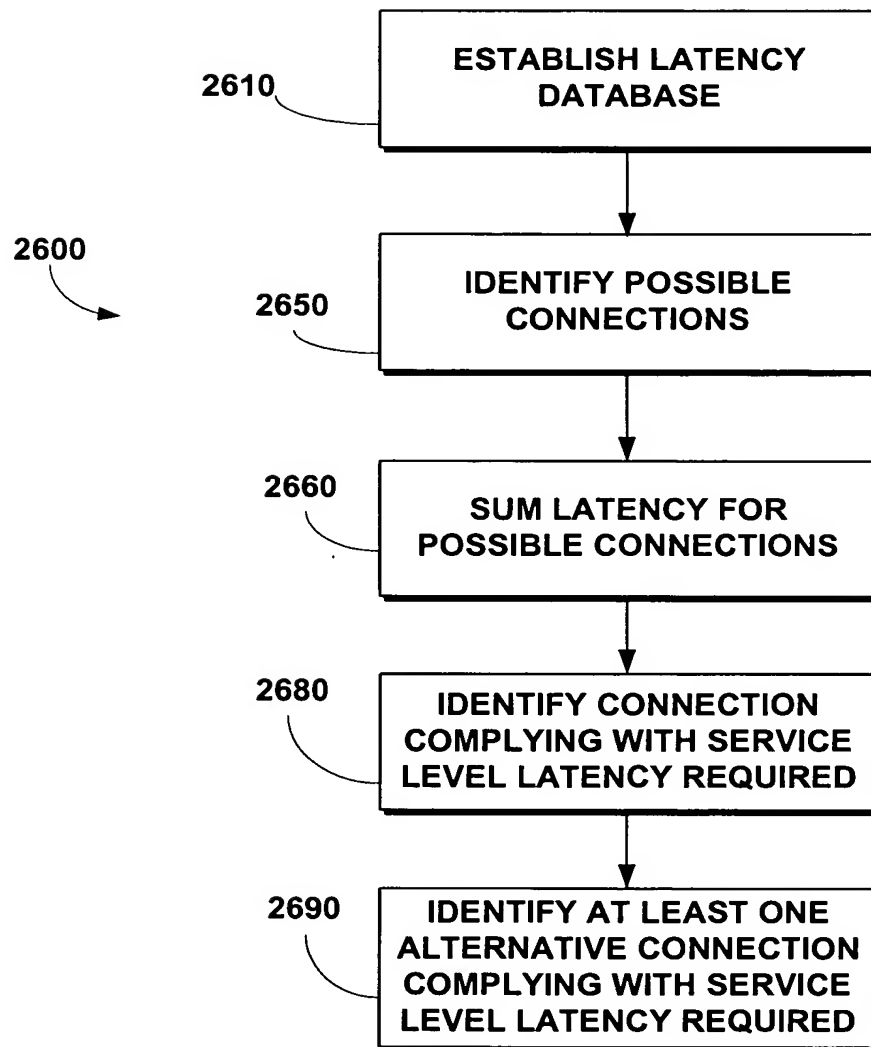 2610
ESTABLISH LATENCY
DATABASE
2600
2650
IDENTIFY POSSIBLE
CONNECTIONS
2660
SUM LATENCY FOR
POSSIBLE CONNECTIONS
2680
IDENTIFY CONNECTION
COMPLYING WITH SERVICE
LEVEL LATENCY REQUIRED
2690
IDENTIFY AT LEAST ONE
ALTERNATIVE CONNECTION
COMPLYING WITH SERVICE
LEVEL LATENCY REQUIRED